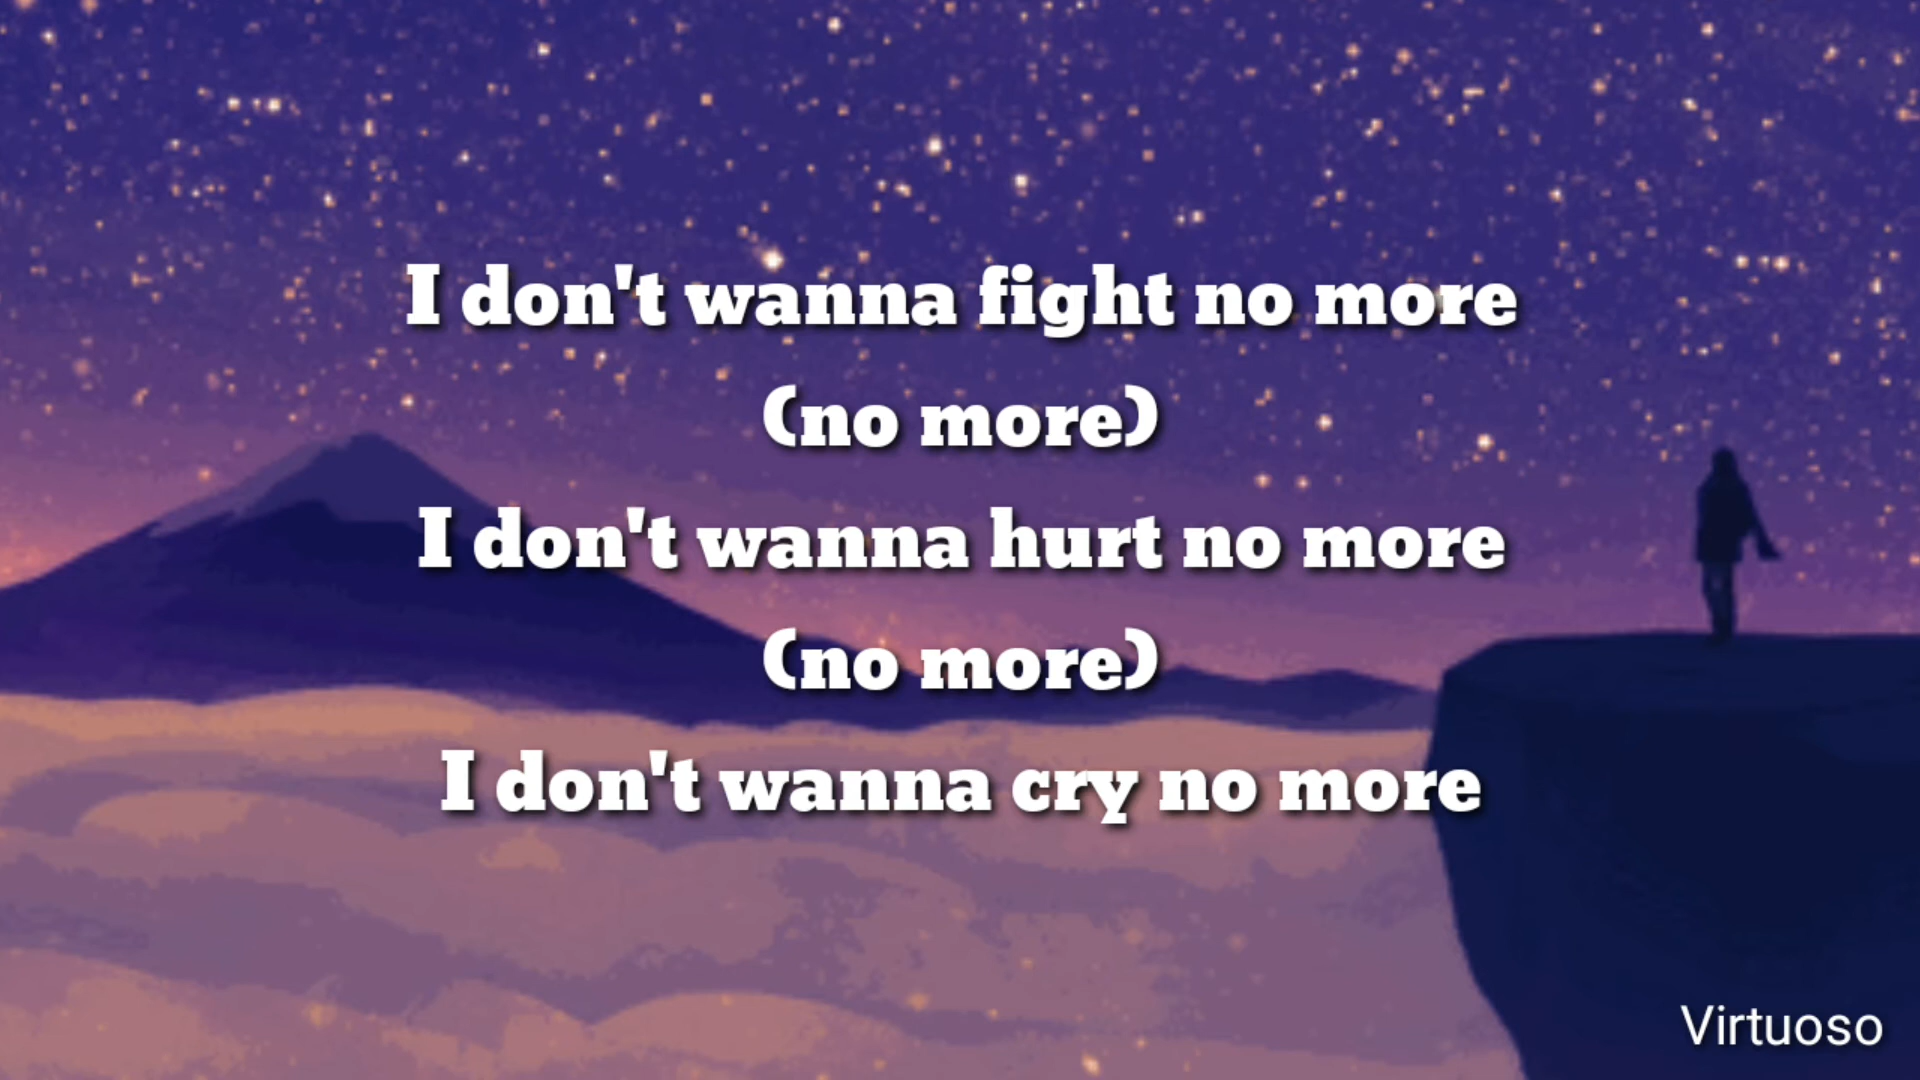 I don't wanna fight no more
(no more)
I don't wanna hurt no more
(no more)
I don't wanna cry no more
Virtuoso